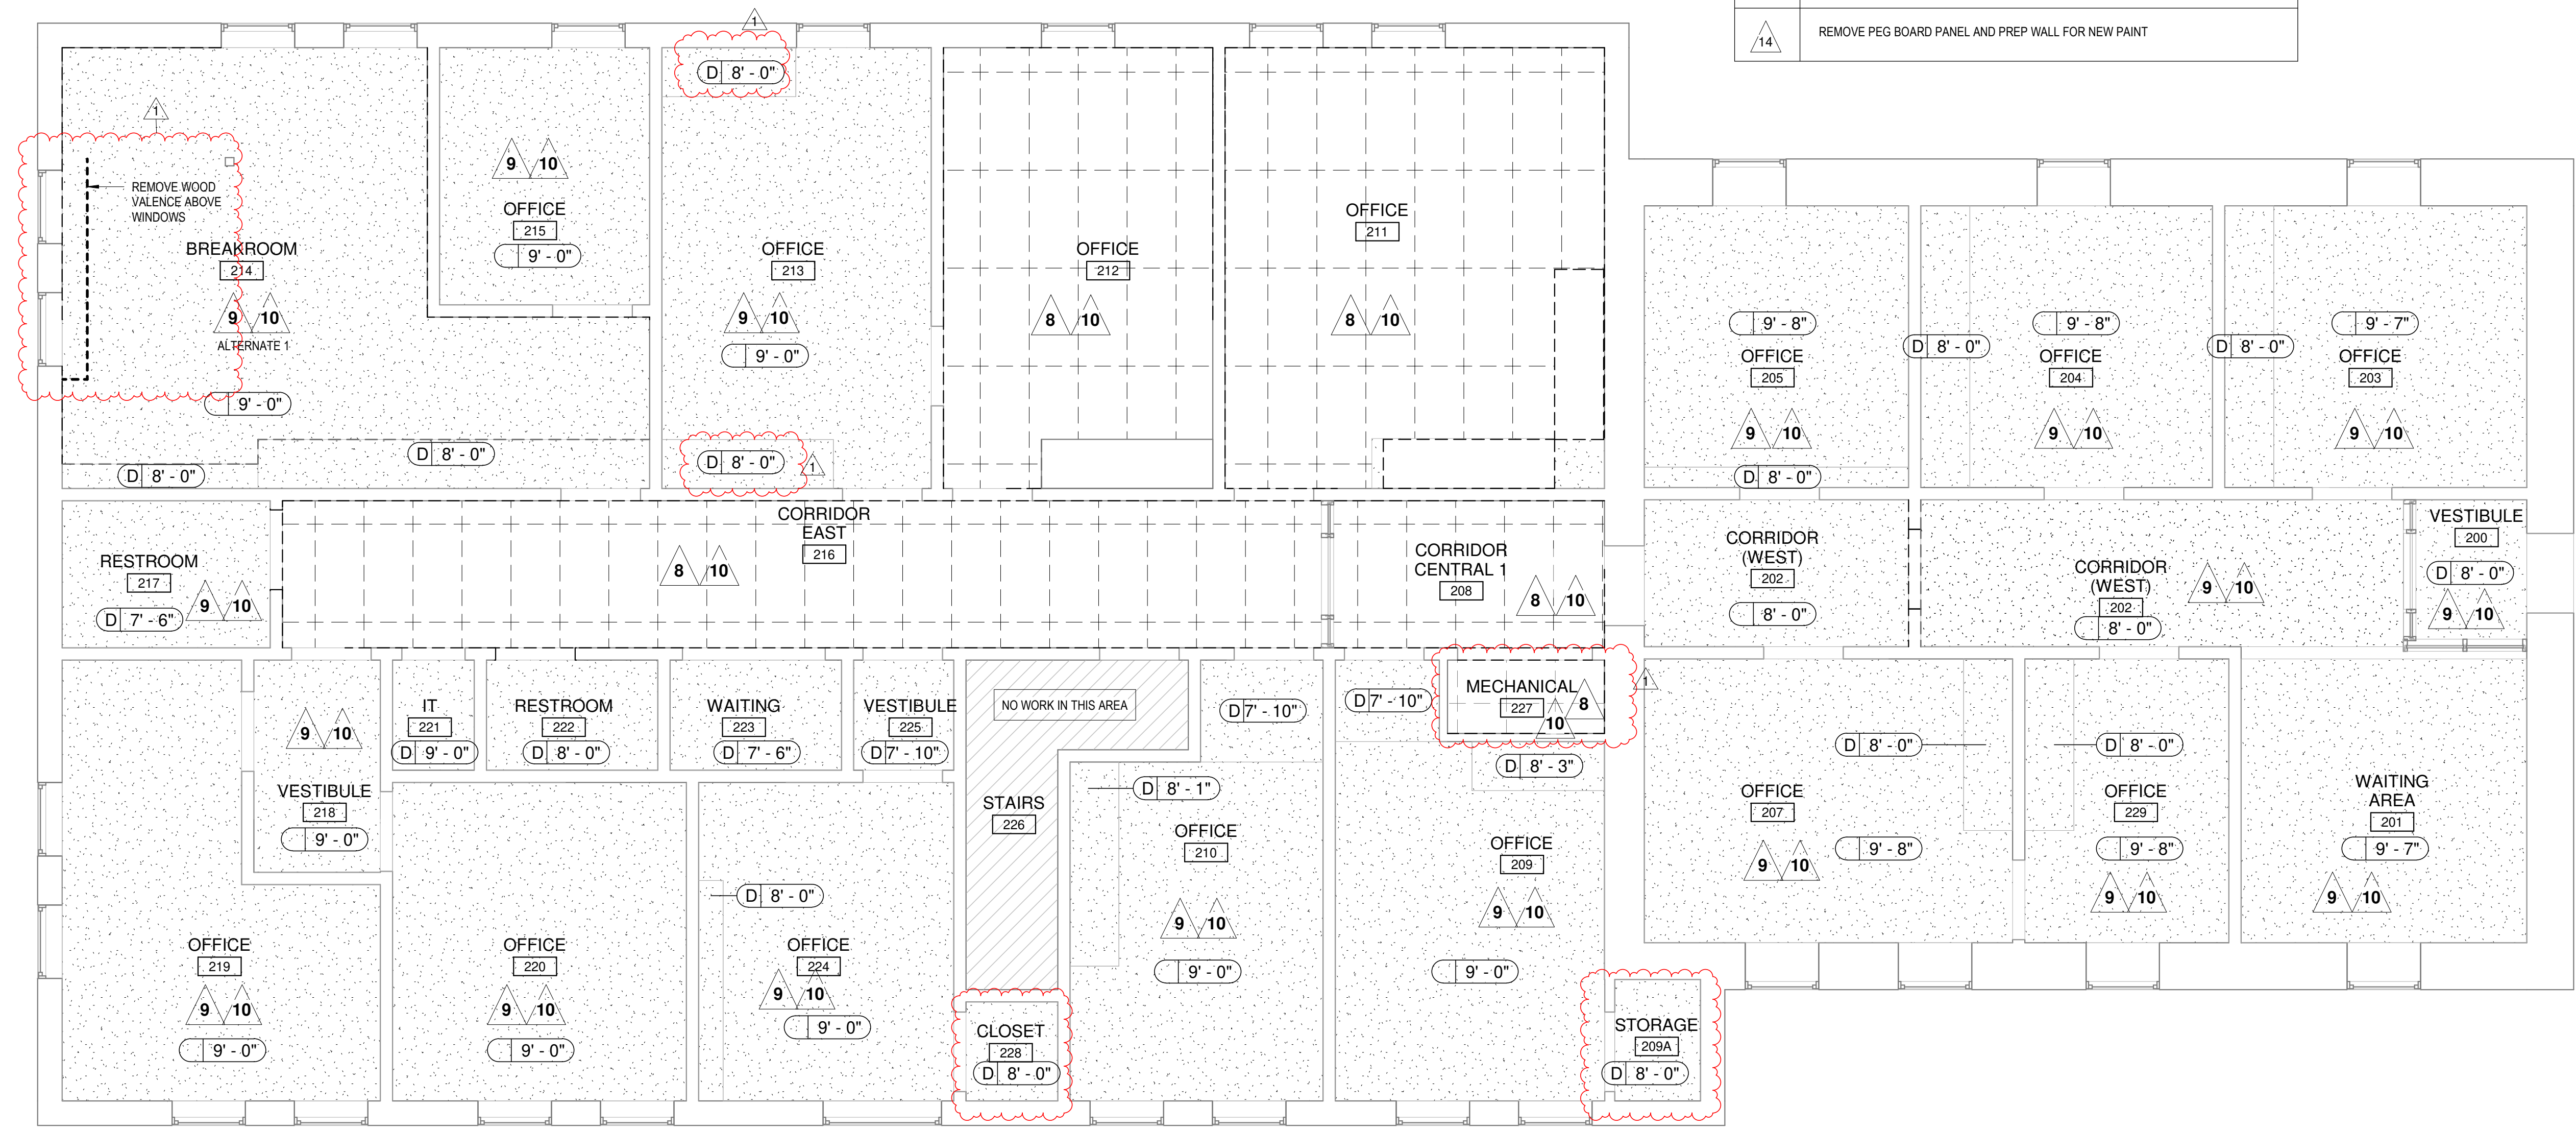 14
REMOVE PEG BOARD PANEL AND PREP WALL FOR NEW PAINT
1
D 8' - 0"
1
REMOVE WOOD
VALENCE ABOVE
WINDOWS
BREAKROOM
214
9 10
ALTERNATE 1
9' - 0"
D 8' - 0"
D 8' - 0"
9 10
OFFICE
215
9' - 0"
OFFICE
213
9 10
9' - 0"
D 8' - 0"
1
OFFICE
212
8 10
OFFICE
211
8 10
9' - 8"
OFFICE
205
9 10
D 8' - 0"
D 8' - 0"
9' - 8"
OFFICE
204
9 10
D 8' - 0"
9' - 7"
OFFICE
203
9 10
RESTROOM
217
9 10
D 7' - 6"
CORRIDOR
EAST
216
8 10
CORRIDOR
CENTRAL 1
208
8 10
CORRIDOR
(WEST)
202
8' - 0"
CORRIDOR
(WEST)
202
8' - 0"
9 10
VESTIBULE
200
D 8' - 0"
9 10
9 10
VESTIBULE
218
9' - 0"
IT
221
D 9' - 0"
RESTROOM
222
D 8' - 0"
WAITING
223
D 7' - 6"
VESTIBULE
225
D 7' - 10"
NO WORK IN THIS AREA
STAIRS
226
D 7' - 10"
D 8' - 1"
OFFICE
210
9 10
9' - 0"
D 7' - 10"
MECHANICAL
227
8
10
1
D 8' - 3"
OFFICE
209
9 10
9' - 0"
D 8' - 0"
OFFICE
207
9' - 8"
9 10
D 8' - 0"
OFFICE
229
9' - 8"
9 10
WAITING
AREA
201
9' - 7"
9 10
OFFICE
219
9 10
9' - 0"
OFFICE
220
9 10
9' - 0"
D 8' - 0"
OFFICE
224
9 10
9' - 0"
CLOSET
228
D 8' - 0"
STORAGE
209A
D 8' - 0"